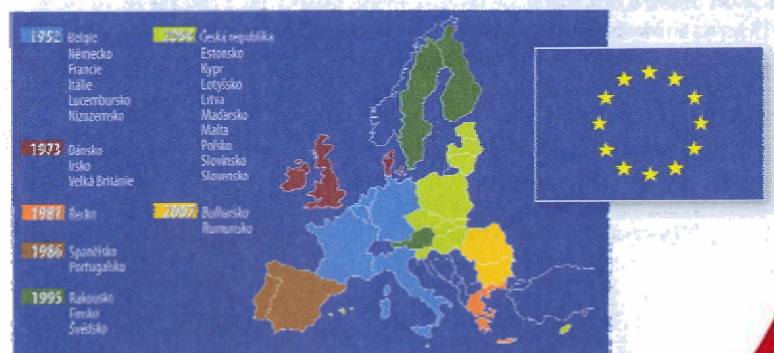 1952 Belgie
Německo
Francie
Itálie
Lucembursko
Nizozemsko
1973 Dánsko
Irsko
Velká Británie
1981 Řecko
1986 Španělsko
Portugalsko
1995 Rakousko
Finsko
Švédsko
2004 Česká republika
Estonsko
Kypr
Lotyšsko
Litva
Maďarsko
Malta
Polsko
Slovinsko
Slovensko
2007 Bulharsko
Rumunsko